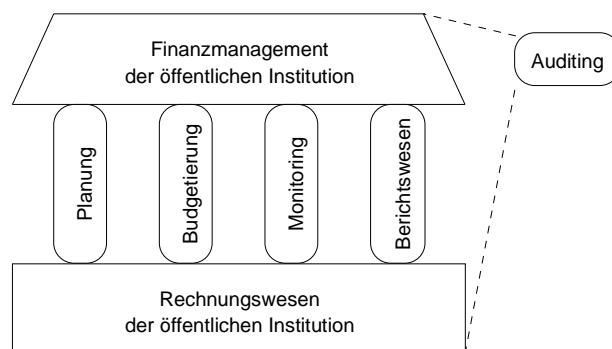 Finanzmanagement
der öffentlichen Institution
Auditing
Planung
Budgetierung
Monitoring
Berichtswesen
Rechnungswesen
der öffentlichen Institution